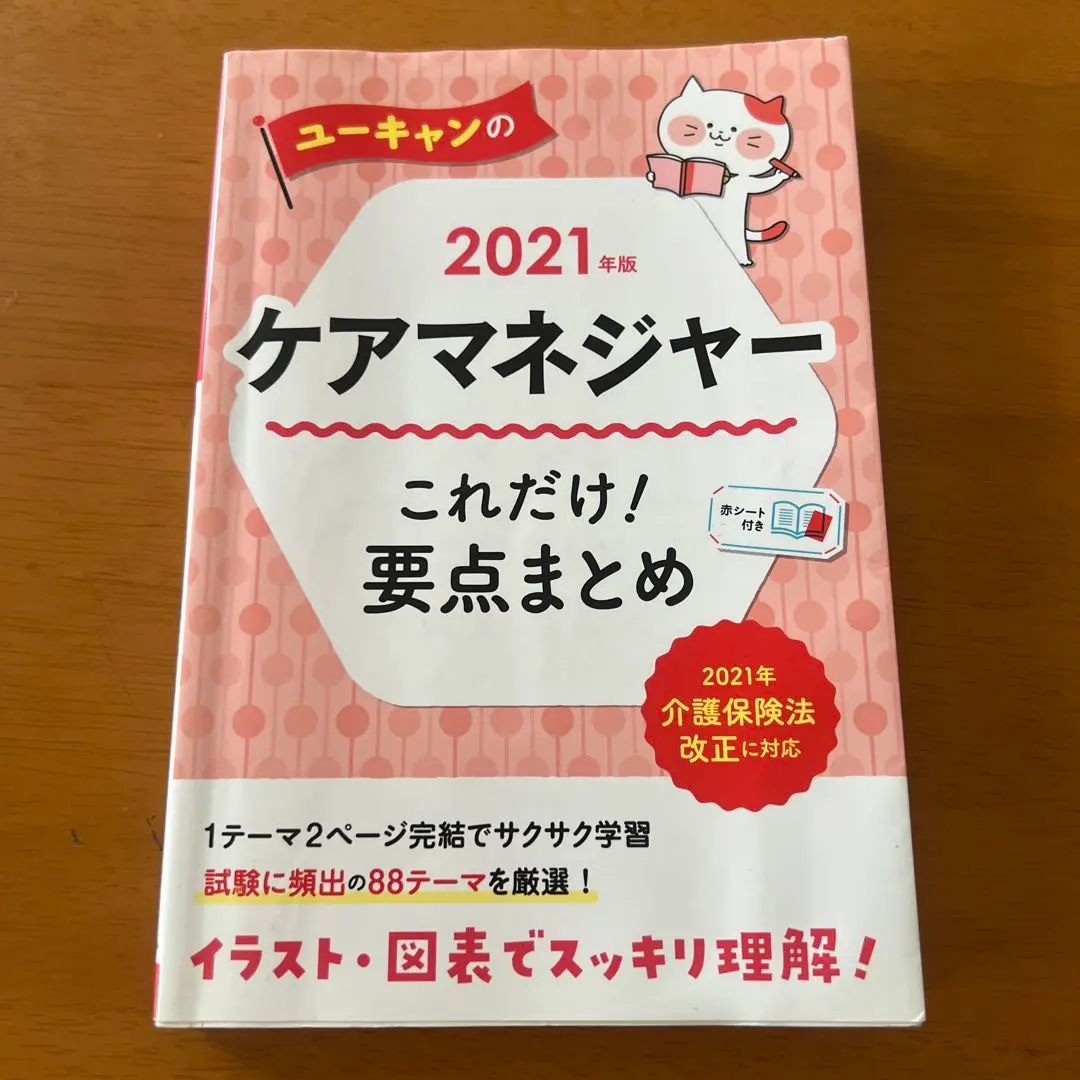 ユーキャンの
2021年版
ケアマネジャー
これだけ!
要点まとめ
赤シート
付き
2021年
介護保険法
改正に対応
1テーマ2ページ完結でサクサク学習
試験に頻出の88テーマを厳選!
イラスト・図表でスッキリ理解!